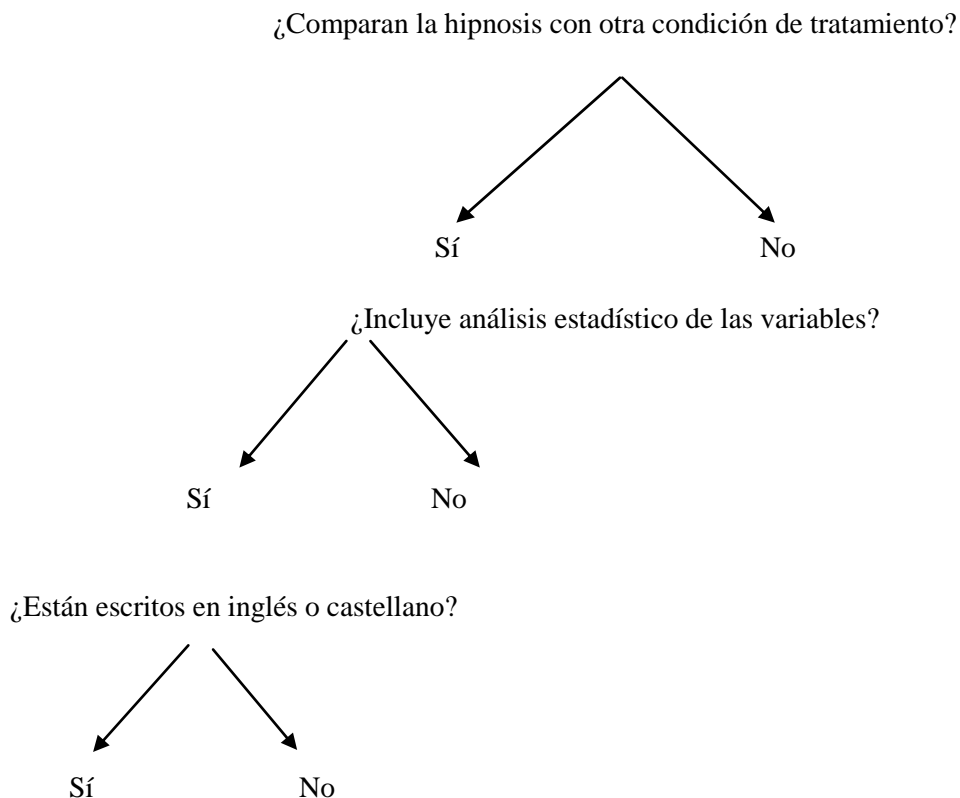 ¿Comparan la hipnosis con otra condición de tratamiento?
Sí No
¿Incluye análisis estadístico de las variables?
Sí No
¿Están escritos en inglés o castellano?
Sí No